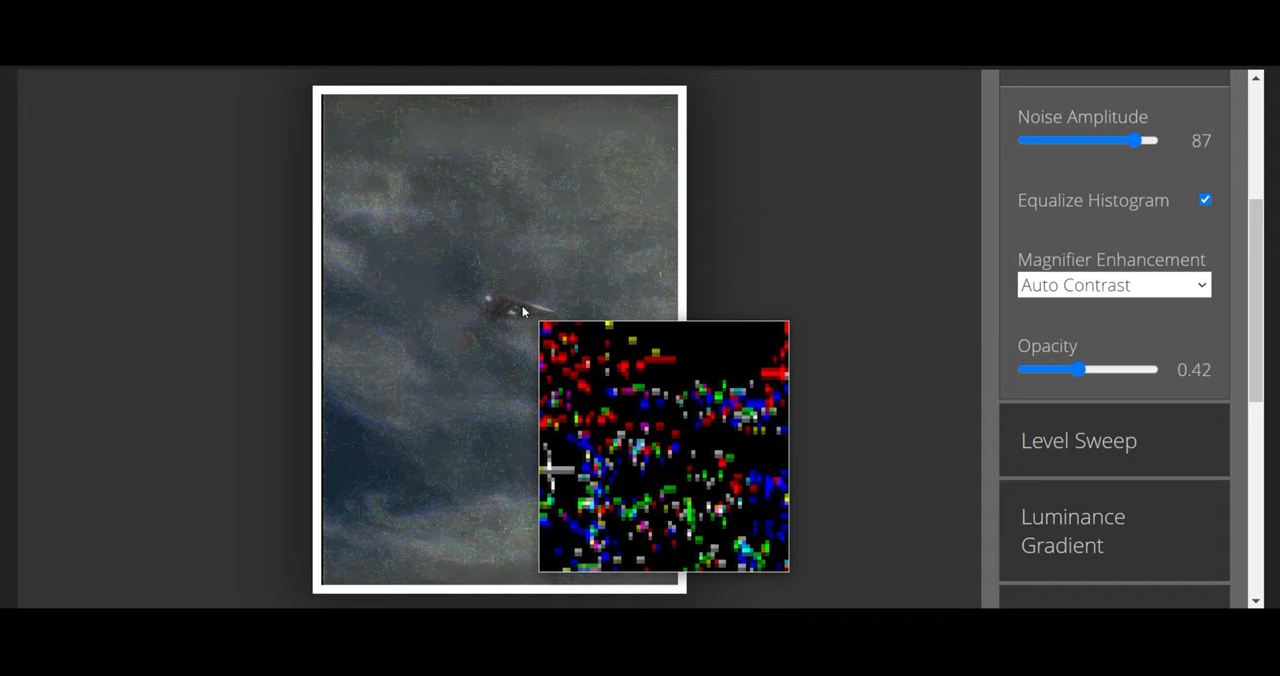 Noise Amplitude
87
Equalize Histogram
Magnifier Enhancement
Auto Contrast
Opacity
0.42
Level Sweep
Luminance
Gradient